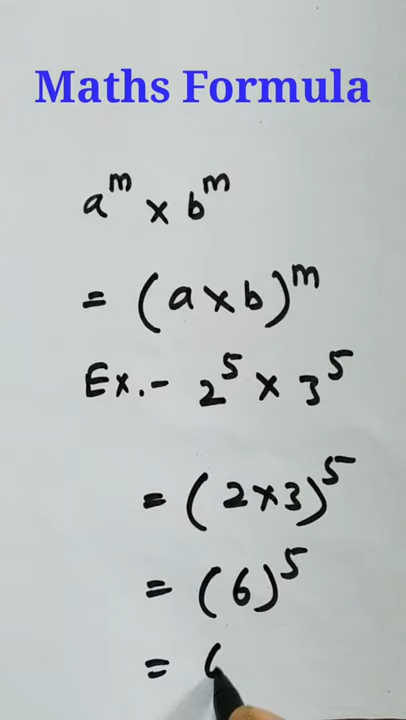 Maths Formula
a^m × b^m
= (a×b)^m
Ex.- 2^5 × 3^5
= (2×3)^5
= (6)^5
=